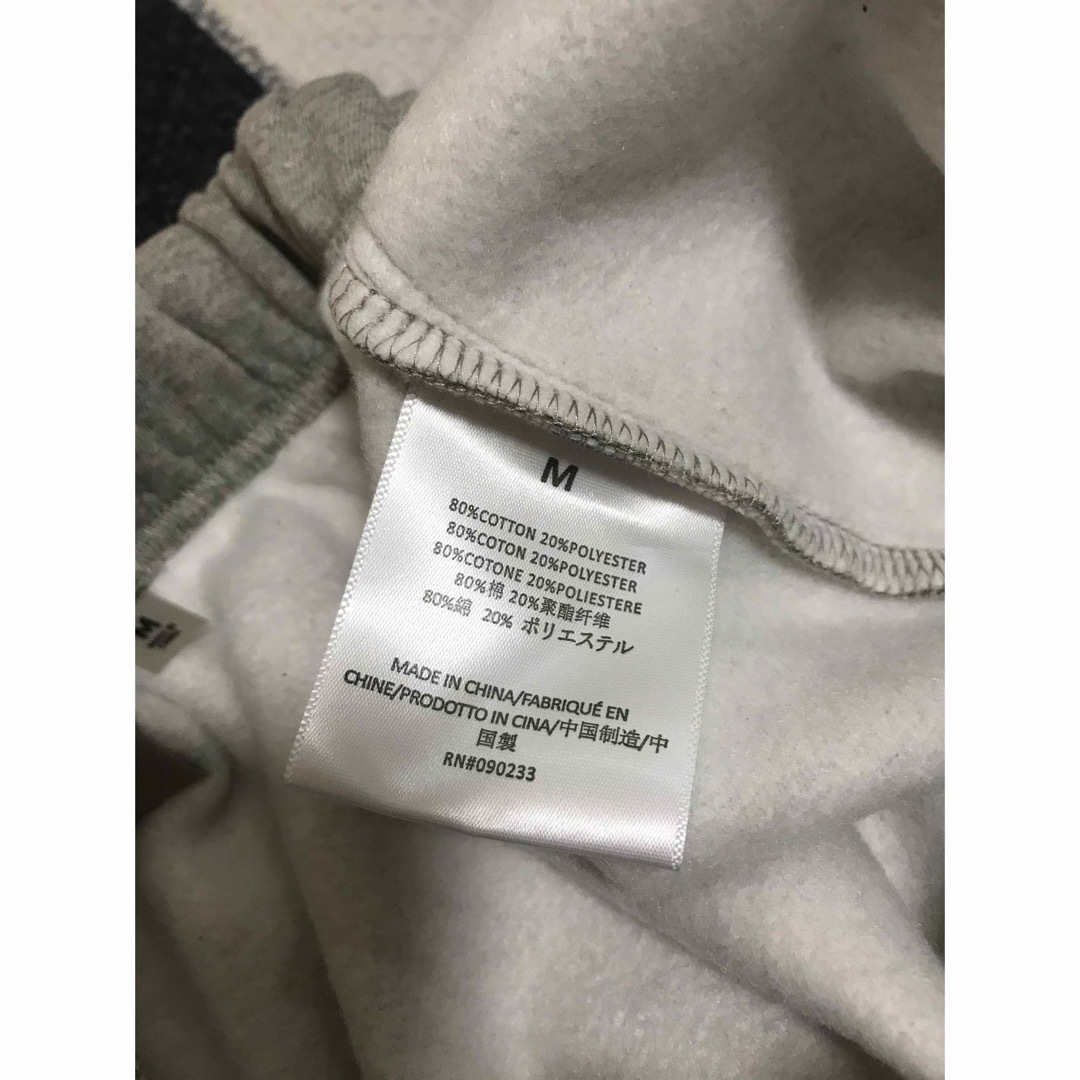 M
80%COTTON 20%POLYESTER
80%COTON 20%POLYESTER
80%COTONE 20%POLIESTERE
80%棉 20%聚酯纤维
80%綿 20% ポリエステル
MADE IN CHINA/FABRIQUÉ EN
CHINE/PRODOTTO IN CINA/中国制造/中
国製
RN#090233
M